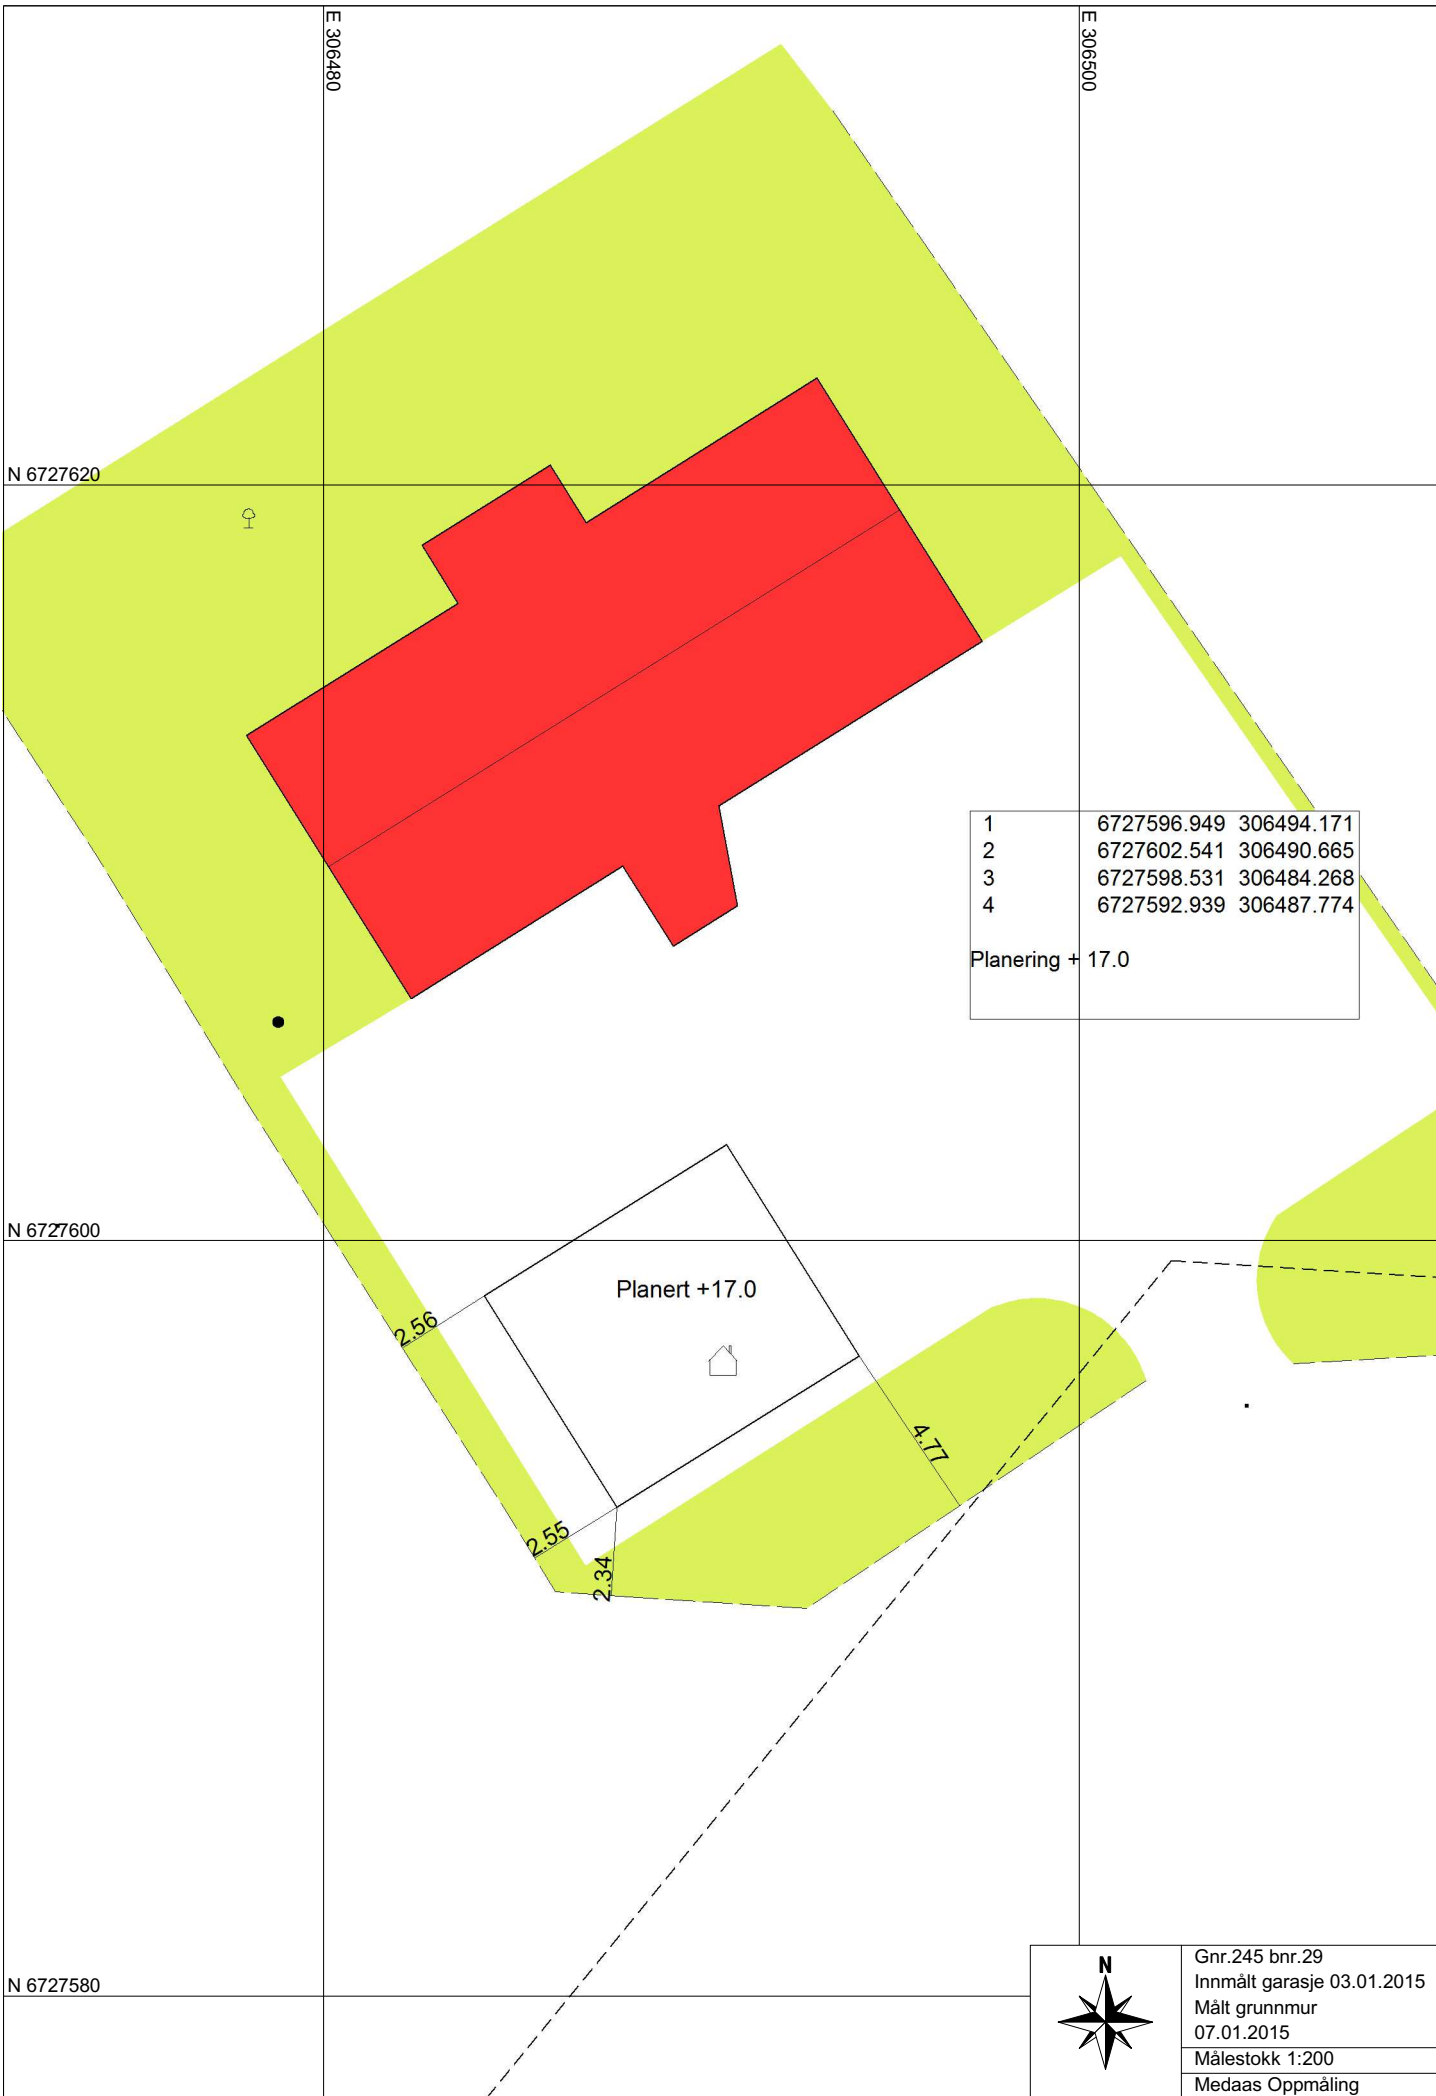 E 306480
E 306500
N 6727620
1 6727596.949 306494.171
2 6727602.541 306490.665
3 6727598.531 306484.268
4 6727592.939 306487.774
Planering + 17.0
N 6727600
Planert +17.0
2.56
4.77
2.55
2.34
N 6727580
N
Gnr.245 bnr.29
Innmålt garasje 03.01.2015
Målt grunnmur
07.01.2015
Målestokk 1:200
Medaas Oppmåling